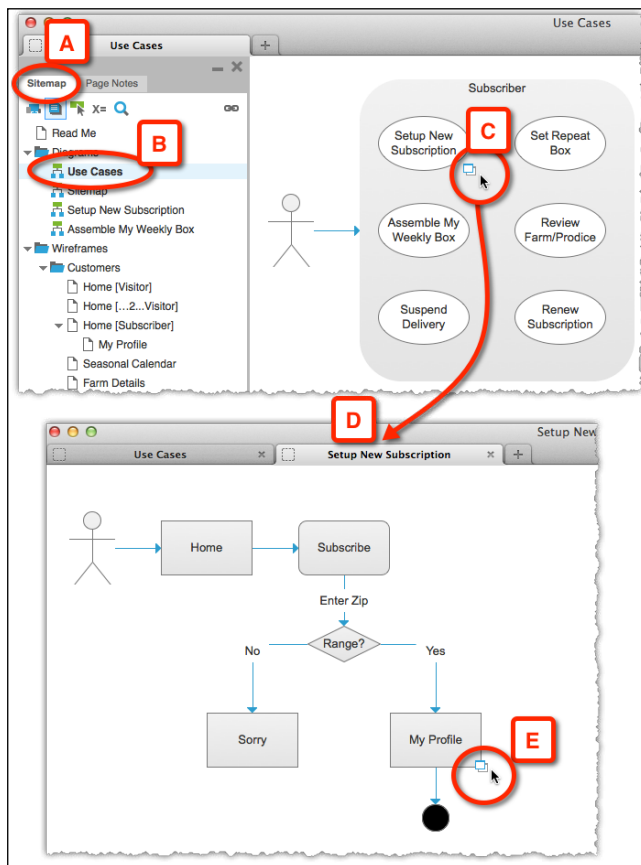 Use Cases
A
Use Cases
+
Sitemap
Page Notes
X=
B
Read Me
Diagrams
Use Cases
Sitemap
Setup New Subscription
Assemble My Weekly Box
Wireframes
Customers
Home [Visitor]
Home […2...Visitor]
Home [Subscriber]
My Profile
Seasonal Calendar
Farm Details
Subscriber
Setup New
Subscription
C
Set Repeat
Box
Assemble My
Weekly Box
Review
Farm/Prodice
Suspend
Delivery
Renew
Subscription
D
Setup New
Use Cases
Setup New Subscription
+
Home
Subscribe
Enter Zip
Range?
No
Yes
Sorry
My Profile
E